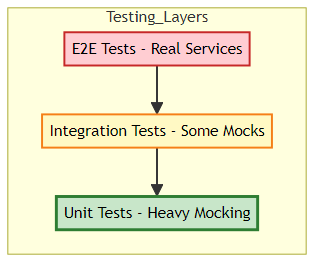 Testing_Layers
E2E Tests - Real Services
Integration Tests - Some Mocks
Unit Tests - Heavy Mocking